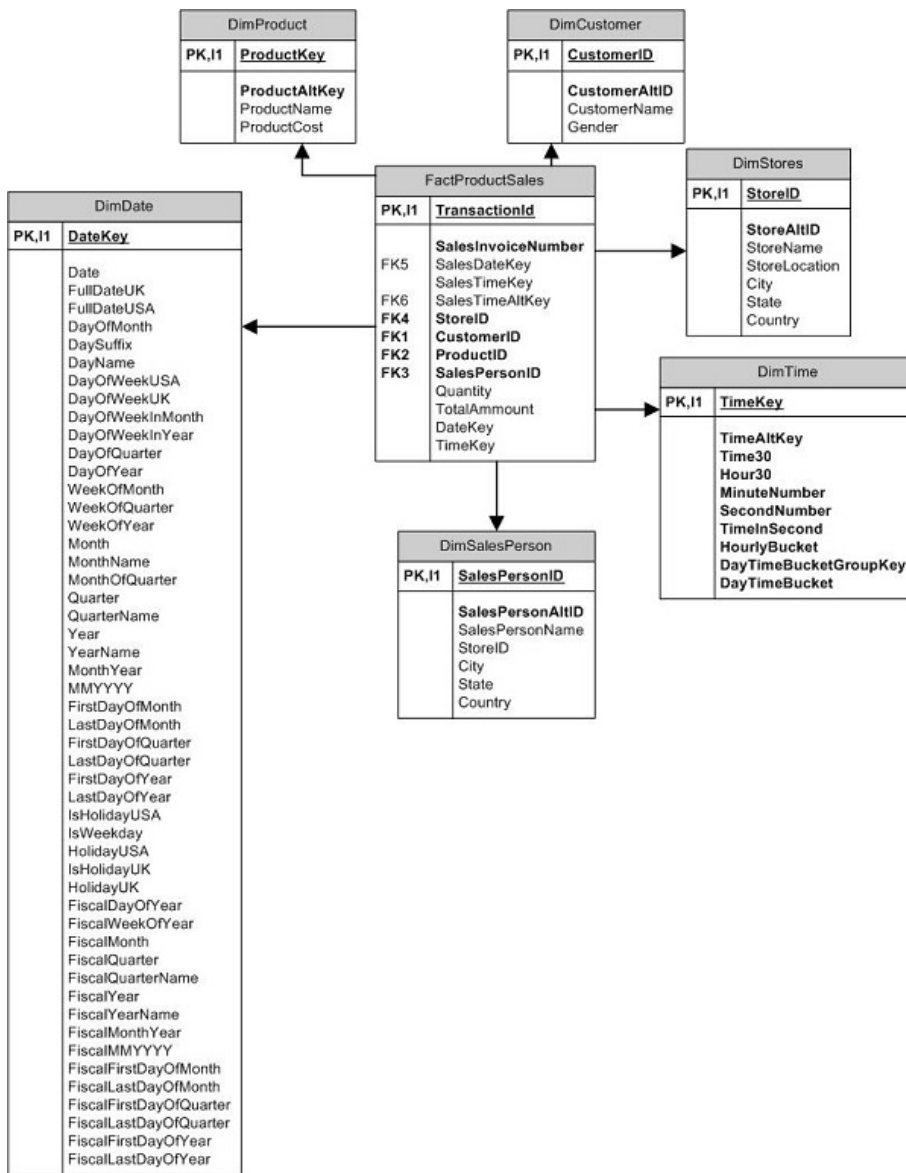 DimProduct
PK,I1 ProductKey
ProductAltKey
ProductName
ProductCost
DimCustomer
PK,I1 CustomerID
CustomerAltID
CustomerName
Gender
DimStores
PK,I1 StoreID
StoreAltID
StoreName
StoreLocation
City
State
Country
FactProductSales
PK,I1 TransactionId
SalesInvoiceNumber
FK5 SalesDateKey
SalesTimeKey
FK6 SalesTimeAltKey
FK4 StoreID
FK1 CustomerID
FK2 ProductID
FK3 SalesPersonID
Quantity
TotalAmmount
DateKey
TimeKey
DimDate
PK,I1 DateKey
Date
FullDateUK
FullDateUSA
DayOfMonth
DaySuffix
DayName
DayOfWeekUSA
DayOfWeekUK
DayOfWeekInMonth
DayOfWeekInYear
DayOfQuarter
DayOfYear
WeekOfMonth
WeekOfQuarter
WeekOfYear
Month
MonthName
MonthOfQuarter
Quarter
QuarterName
Year
YearName
MonthYear
MMYYYY
FirstDayOfMonth
LastDayOfMonth
FirstDayOfQuarter
LastDayOfQuarter
FirstDayOfYear
LastDayOfYear
IsHolidayUSA
IsWeekday
HolidayUSA
IsHolidayUK
HolidayUK
FiscalDayOfYear
FiscalWeekOfYear
FiscalMonth
FiscalQuarter
FiscalQuarterName
FiscalYear
FiscalYearName
FiscalMonthYear
FiscalMMYYYY
FiscalFirstDayOfMonth
FiscalLastDayOfMonth
FiscalFirstDayOfQuarter
FiscalLastDayOfQuarter
FiscalFirstDayOfYear
FiscalLastDayOfYear
DimTime
PK,I1 TimeKey
TimeAltKey
Time30
Hour30
MinuteNumber
SecondNumber
TimeInSecond
HourlyBucket
DayTimeBucketGroupKey
DayTimeBucket
DimSalesPerson
PK,I1 SalesPersonID
SalesPersonAltID
SalesPersonName
StoreID
City
State
Country